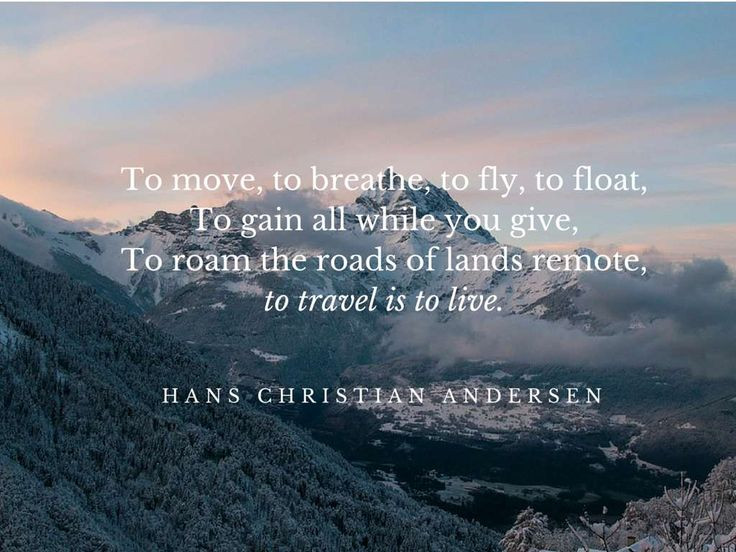 To move, to breathe, to fly, to float,
To gain all while you give,
To roam the roads of lands remote,
to travel is to live.
HANS CHRISTIAN ANDERSEN